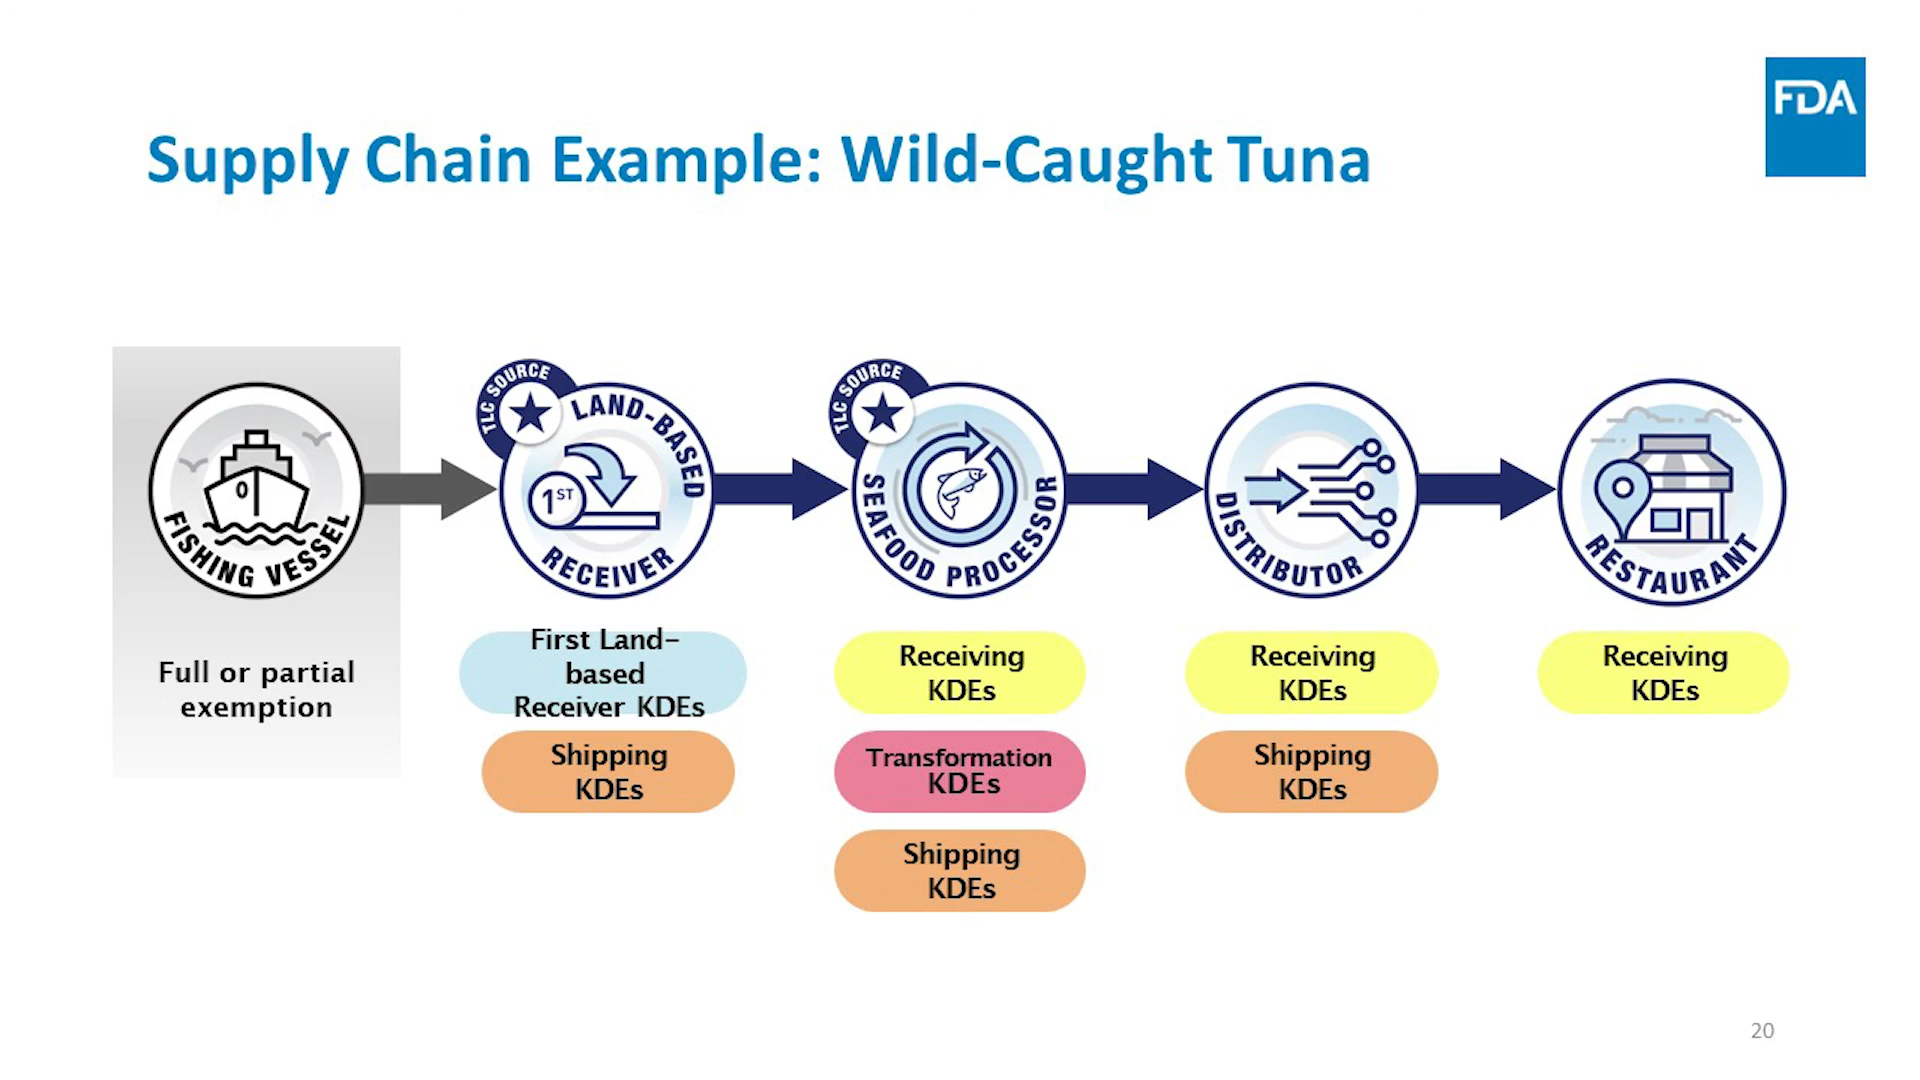 FDA
Supply Chain Example: Wild-Caught Tuna
FISHING VESSEL
Full or partial
exemption
TLC SOURCE
LAND-BASED
1ST
RECEIVER
First Land-
based
Receiver KDEs
Shipping
KDEs
TLC SOURCE
SEAFOOD PROCESSOR
Receiving
KDEs
Transformation
KDEs
Shipping
KDEs
DISTRIBUTOR
Receiving
KDEs
Shipping
KDEs
RESTAURANT
Receiving
KDEs
20